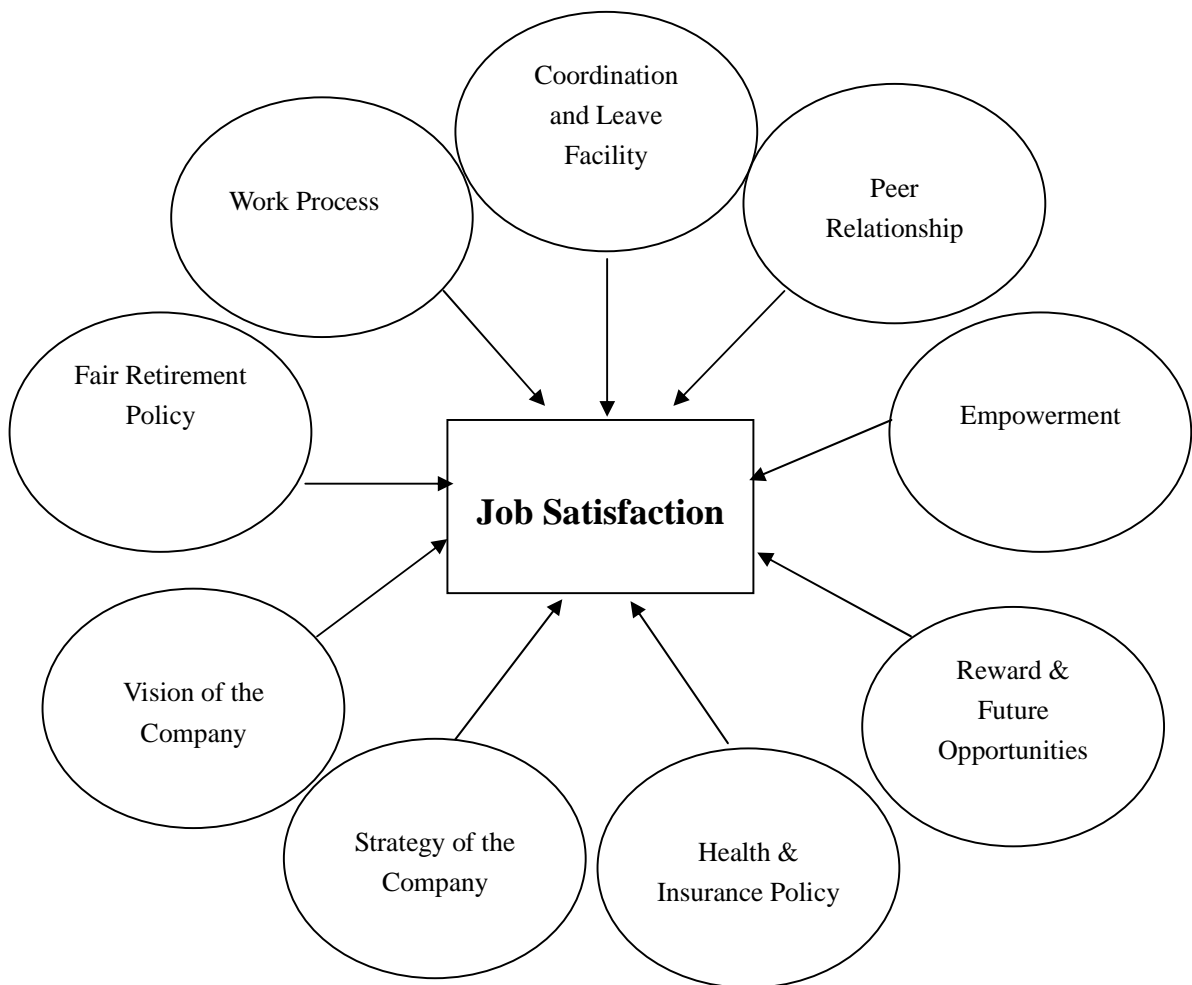 Coordination
and Leave
Facility
Work Process
Peer
Relationship
Fair Retirement
Policy
Empowerment
Job Satisfaction
Vision of the
Company
Reward &
Future
Opportunities
Strategy of the
Company
Health &
Insurance Policy